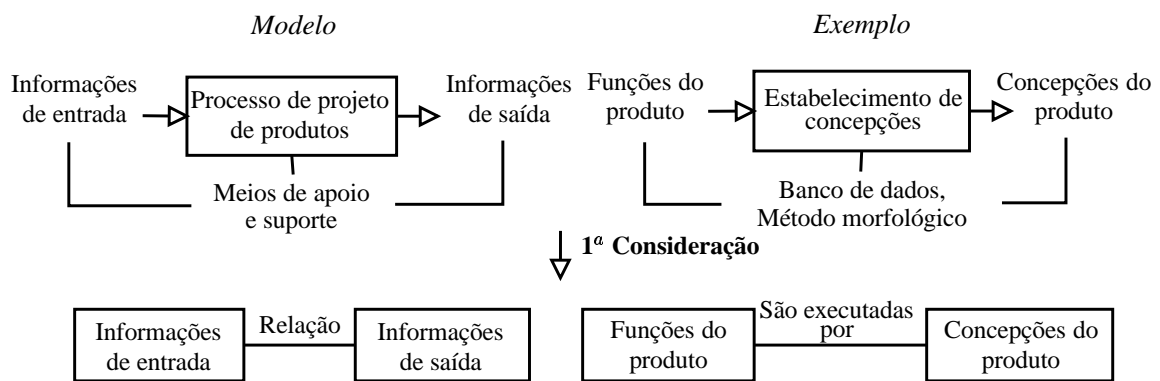 Modelo
Exemplo
Informações
de entrada
Processo de projeto
de produtos
Informações
de saída
Meios de apoio
e suporte
Funções do
produto
Estabelecimento de
concepções
Concepções do
produto
Banco de dados,
Método morfológico
1ª Consideração
Informações
de entrada
Relação
Informações
de saída
Funções do
produto
São executadas
por
Concepções do
produto